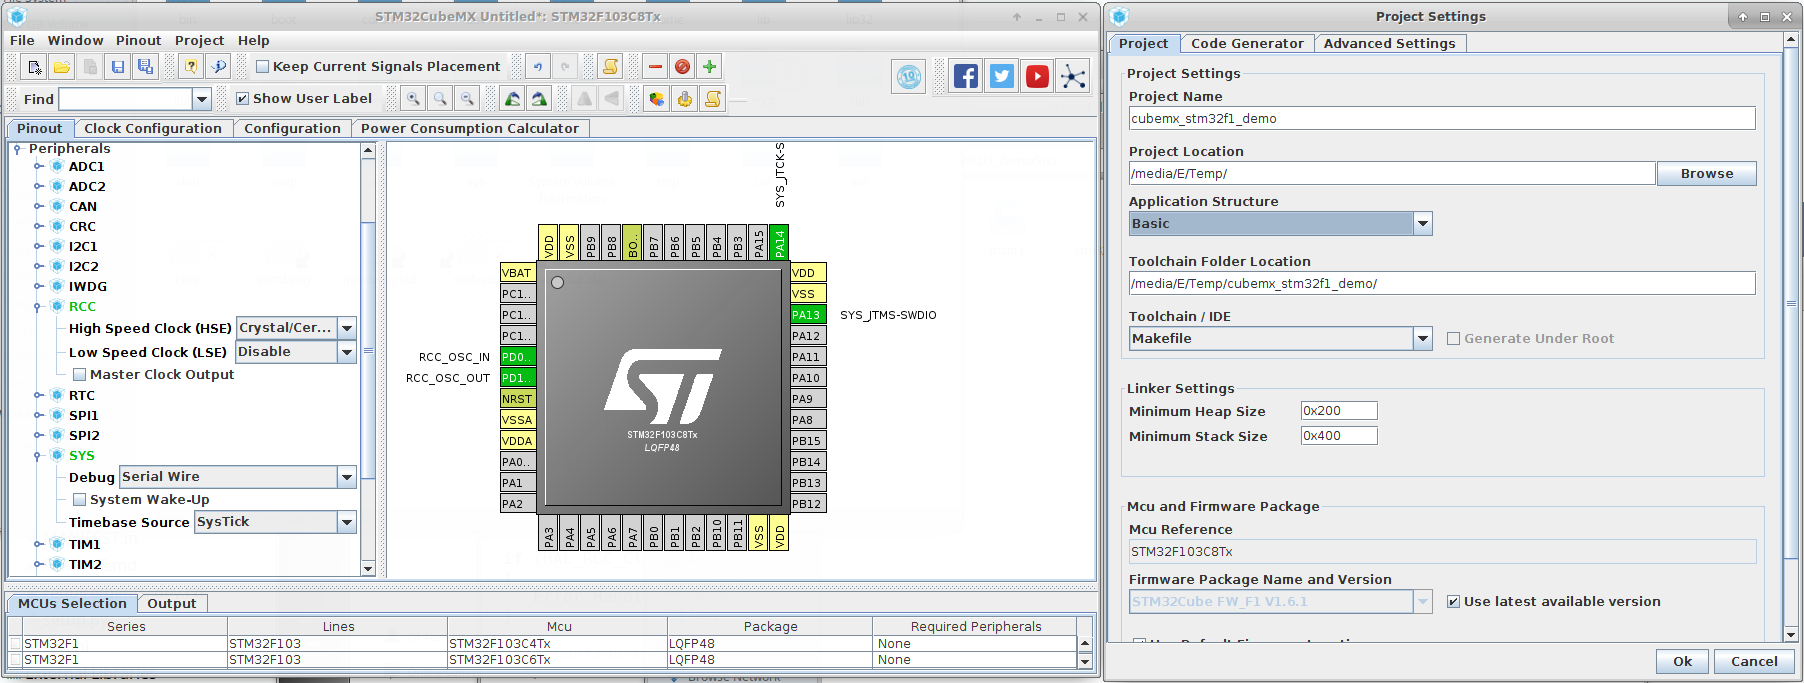 STM32CubeMX Untitled*: STM32F103C8Tx
File Window Pinout Project Help
Keep Current Signals Placement
Find
Show User Label
Pinout Clock Configuration Configuration Power Consumption Calculator
Peripherals
ADC1
ADC2
CAN
CRC
I2C1
I2C2
IWDG
RCC
High Speed Clock (HSE) Crystal/Cer...
Low Speed Clock (LSE) Disable
Master Clock Output
RTC
SPI1
SPI2
SYS
Debug Serial Wire
System Wake-Up
Timebase Source SysTick
TIM1
TIM2
SYS_JTCK-S
VDD VSS PB9 PB8 BO.. PB7 PB6 PB5 PB4 PB3 PA15 PA14
VBAT
PC1..
PC1..
PC1..
RCC_OSC_IN PD0..
RCC_OSC_OUT PD1..
NRST
VSSA
VDDA
PA0..
PA1
PA2
STM32F103C8Tx
LQFP48
VDD
VSS
PA13 SYS_JTMS-SWDIO
PA12
PA11
PA10
PA9
PA8
PB15
PB14
PB13
PB12
PA3 PA4 PA5 PA6 PA7 PB0 PB1 PB2 PB10 PB11 VSS VDD
MCUs Selection Output
Series Lines Mcu Package Required Peripherals
STM32F1 STM32F103 STM32F103C4Tx LQFP48 None
STM32F1 STM32F103 STM32F103C6Tx LQFP48 None
Project Settings
Project Code Generator Advanced Settings
Project Settings
Project Name
cubemx_stm32f1_demo
Project Location
/media/E/Temp/ Browse
Application Structure
Basic
Toolchain Folder Location
/media/E/Temp/cubemx_stm32f1_demo/
Toolchain / IDE
Makefile Generate Under Root
Linker Settings
Minimum Heap Size 0x200
Minimum Stack Size 0x400
Mcu and Firmware Package
Mcu Reference
STM32F103C8Tx
Firmware Package Name and Version
STM32Cube FW_F1 V1.6.1 Use latest available version
Ok Cancel